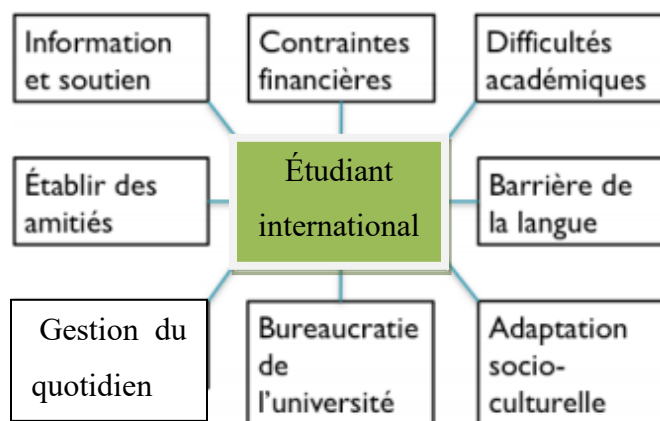 Information
et soutien
Contraintes
financières
Difficultés
académiques
Établir des
amitiés
Étudiant
international
Barrière de
la langue
Gestion du
quotidien
Bureaucratie
de
l'université
Adaptation
socio-
culturelle